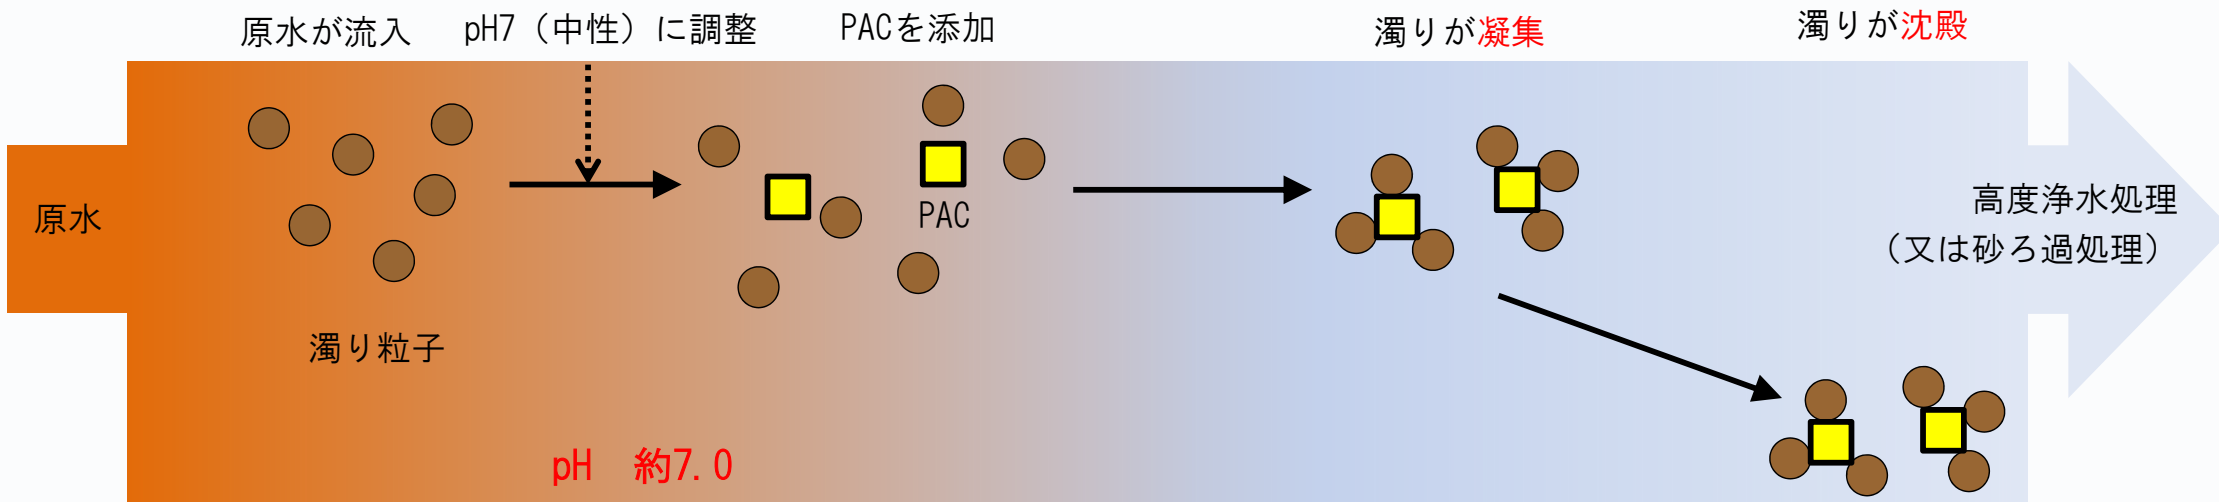 原水が流入
pH7（中性）に調整
PACを添加
濁りが凝集
濁りが沈殿
原水
PAC
高度浄水処理
（又は砂ろ過処理）
濁り粒子
pH　約7.0